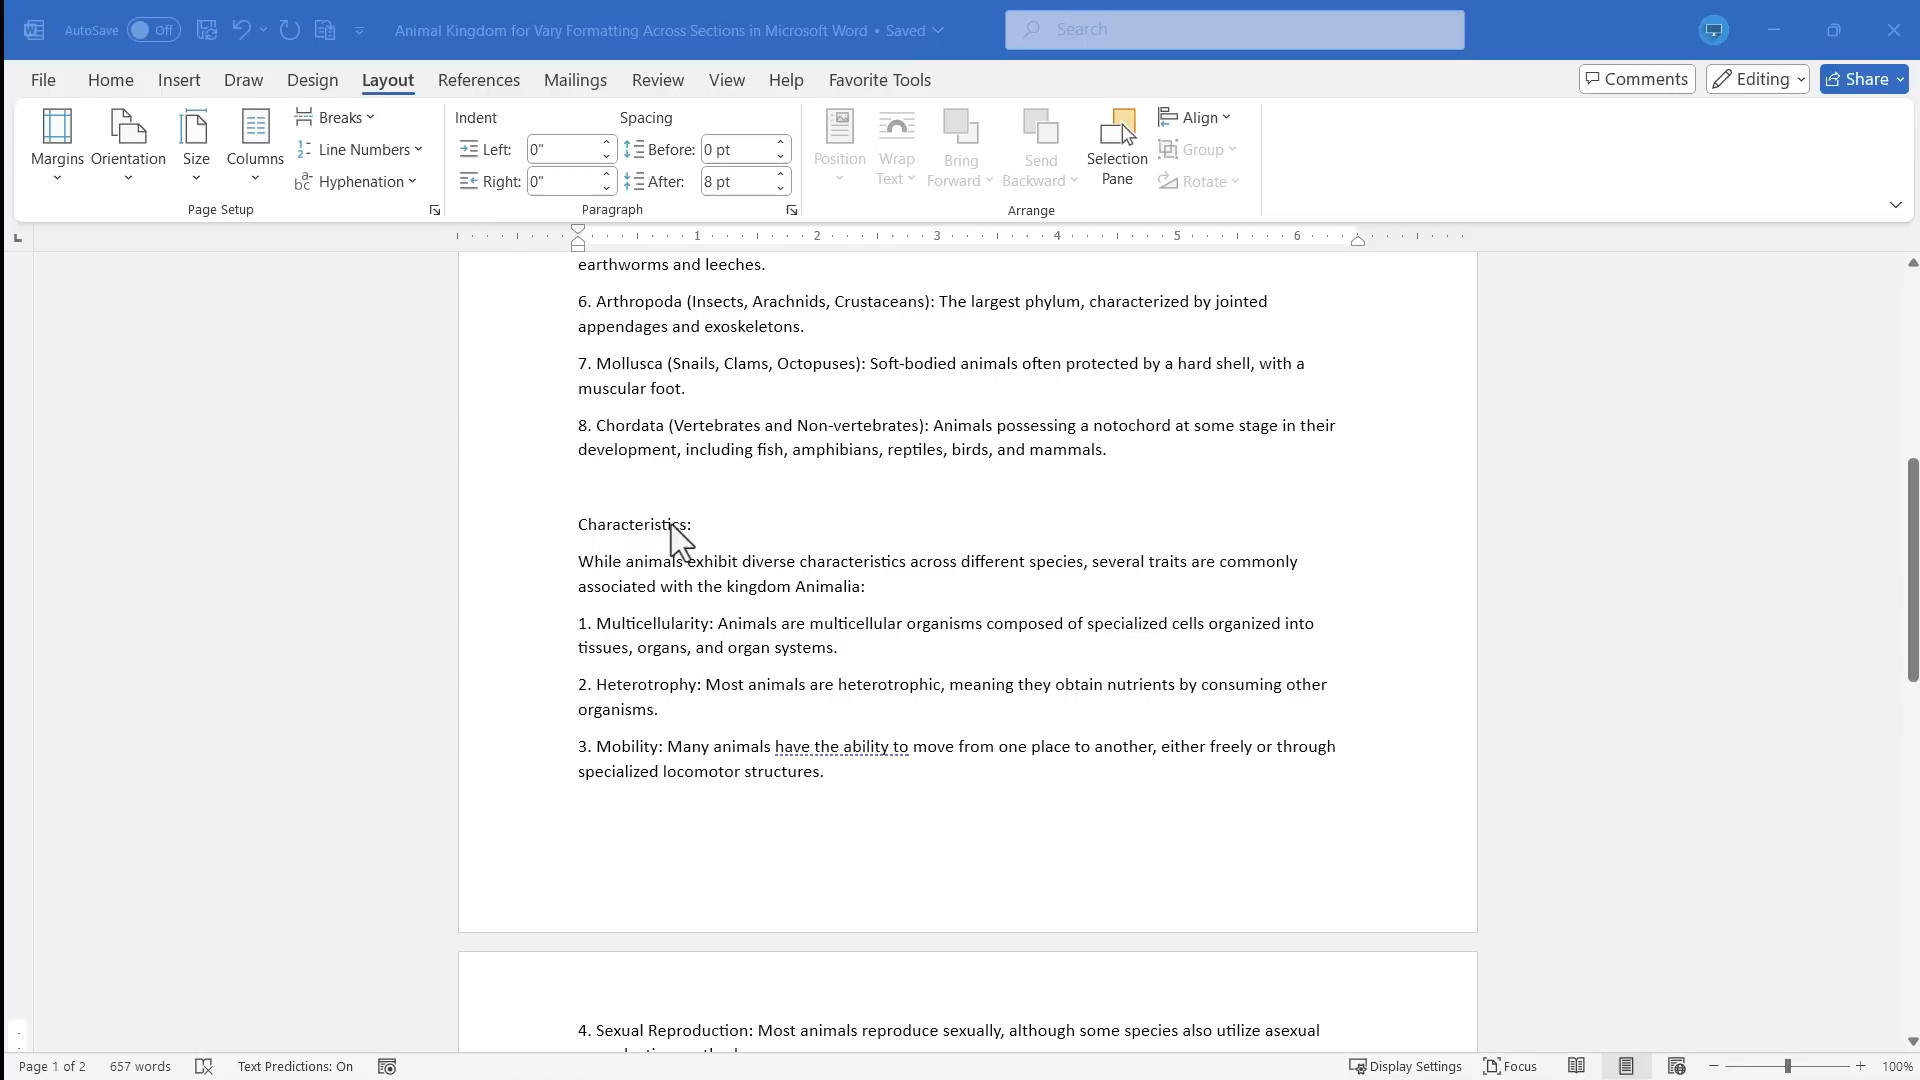 AutoSave Off Animal Kingdom for Vary Formatting Across Sections in Microsoft Word • Saved Search
File Home Insert Draw Design Layout References Mailings Review View Help Favorite Tools Comments Editing Share
Margins Orientation Size Columns
Breaks
Line Numbers
Hyphenation
Page Setup
Indent Spacing
Left: 0" Before: 0 pt
Right: 0" After: 8 pt
Paragraph
Position Wrap Text Bring Forward Send Backward Selection Pane
Align
Group
Rotate
Arrange
1 2 3 4 5 6
earthworms and leeches.
6. Arthropoda (Insects, Arachnids, Crustaceans): The largest phylum, characterized by jointed
appendages and exoskeletons.
7. Mollusca (Snails, Clams, Octopuses): Soft-bodied animals often protected by a hard shell, with a
muscular foot.
8. Chordata (Vertebrates and Non-vertebrates): Animals possessing a notochord at some stage in their
development, including fish, amphibians, reptiles, birds, and mammals.
Characteristics:
While animals exhibit diverse characteristics across different species, several traits are commonly
associated with the kingdom Animalia:
1. Multicellularity: Animals are multicellular organisms composed of specialized cells organized into
tissues, organs, and organ systems.
2. Heterotrophy: Most animals are heterotrophic, meaning they obtain nutrients by consuming other
organisms.
3. Mobility: Many animals have the ability to move from one place to another, either freely or through
specialized locomotor structures.
4. Sexual Reproduction: Most animals reproduce sexually, although some species also utilize asexual
Page 1 of 2 657 words Text Predictions: On Display Settings Focus 100%